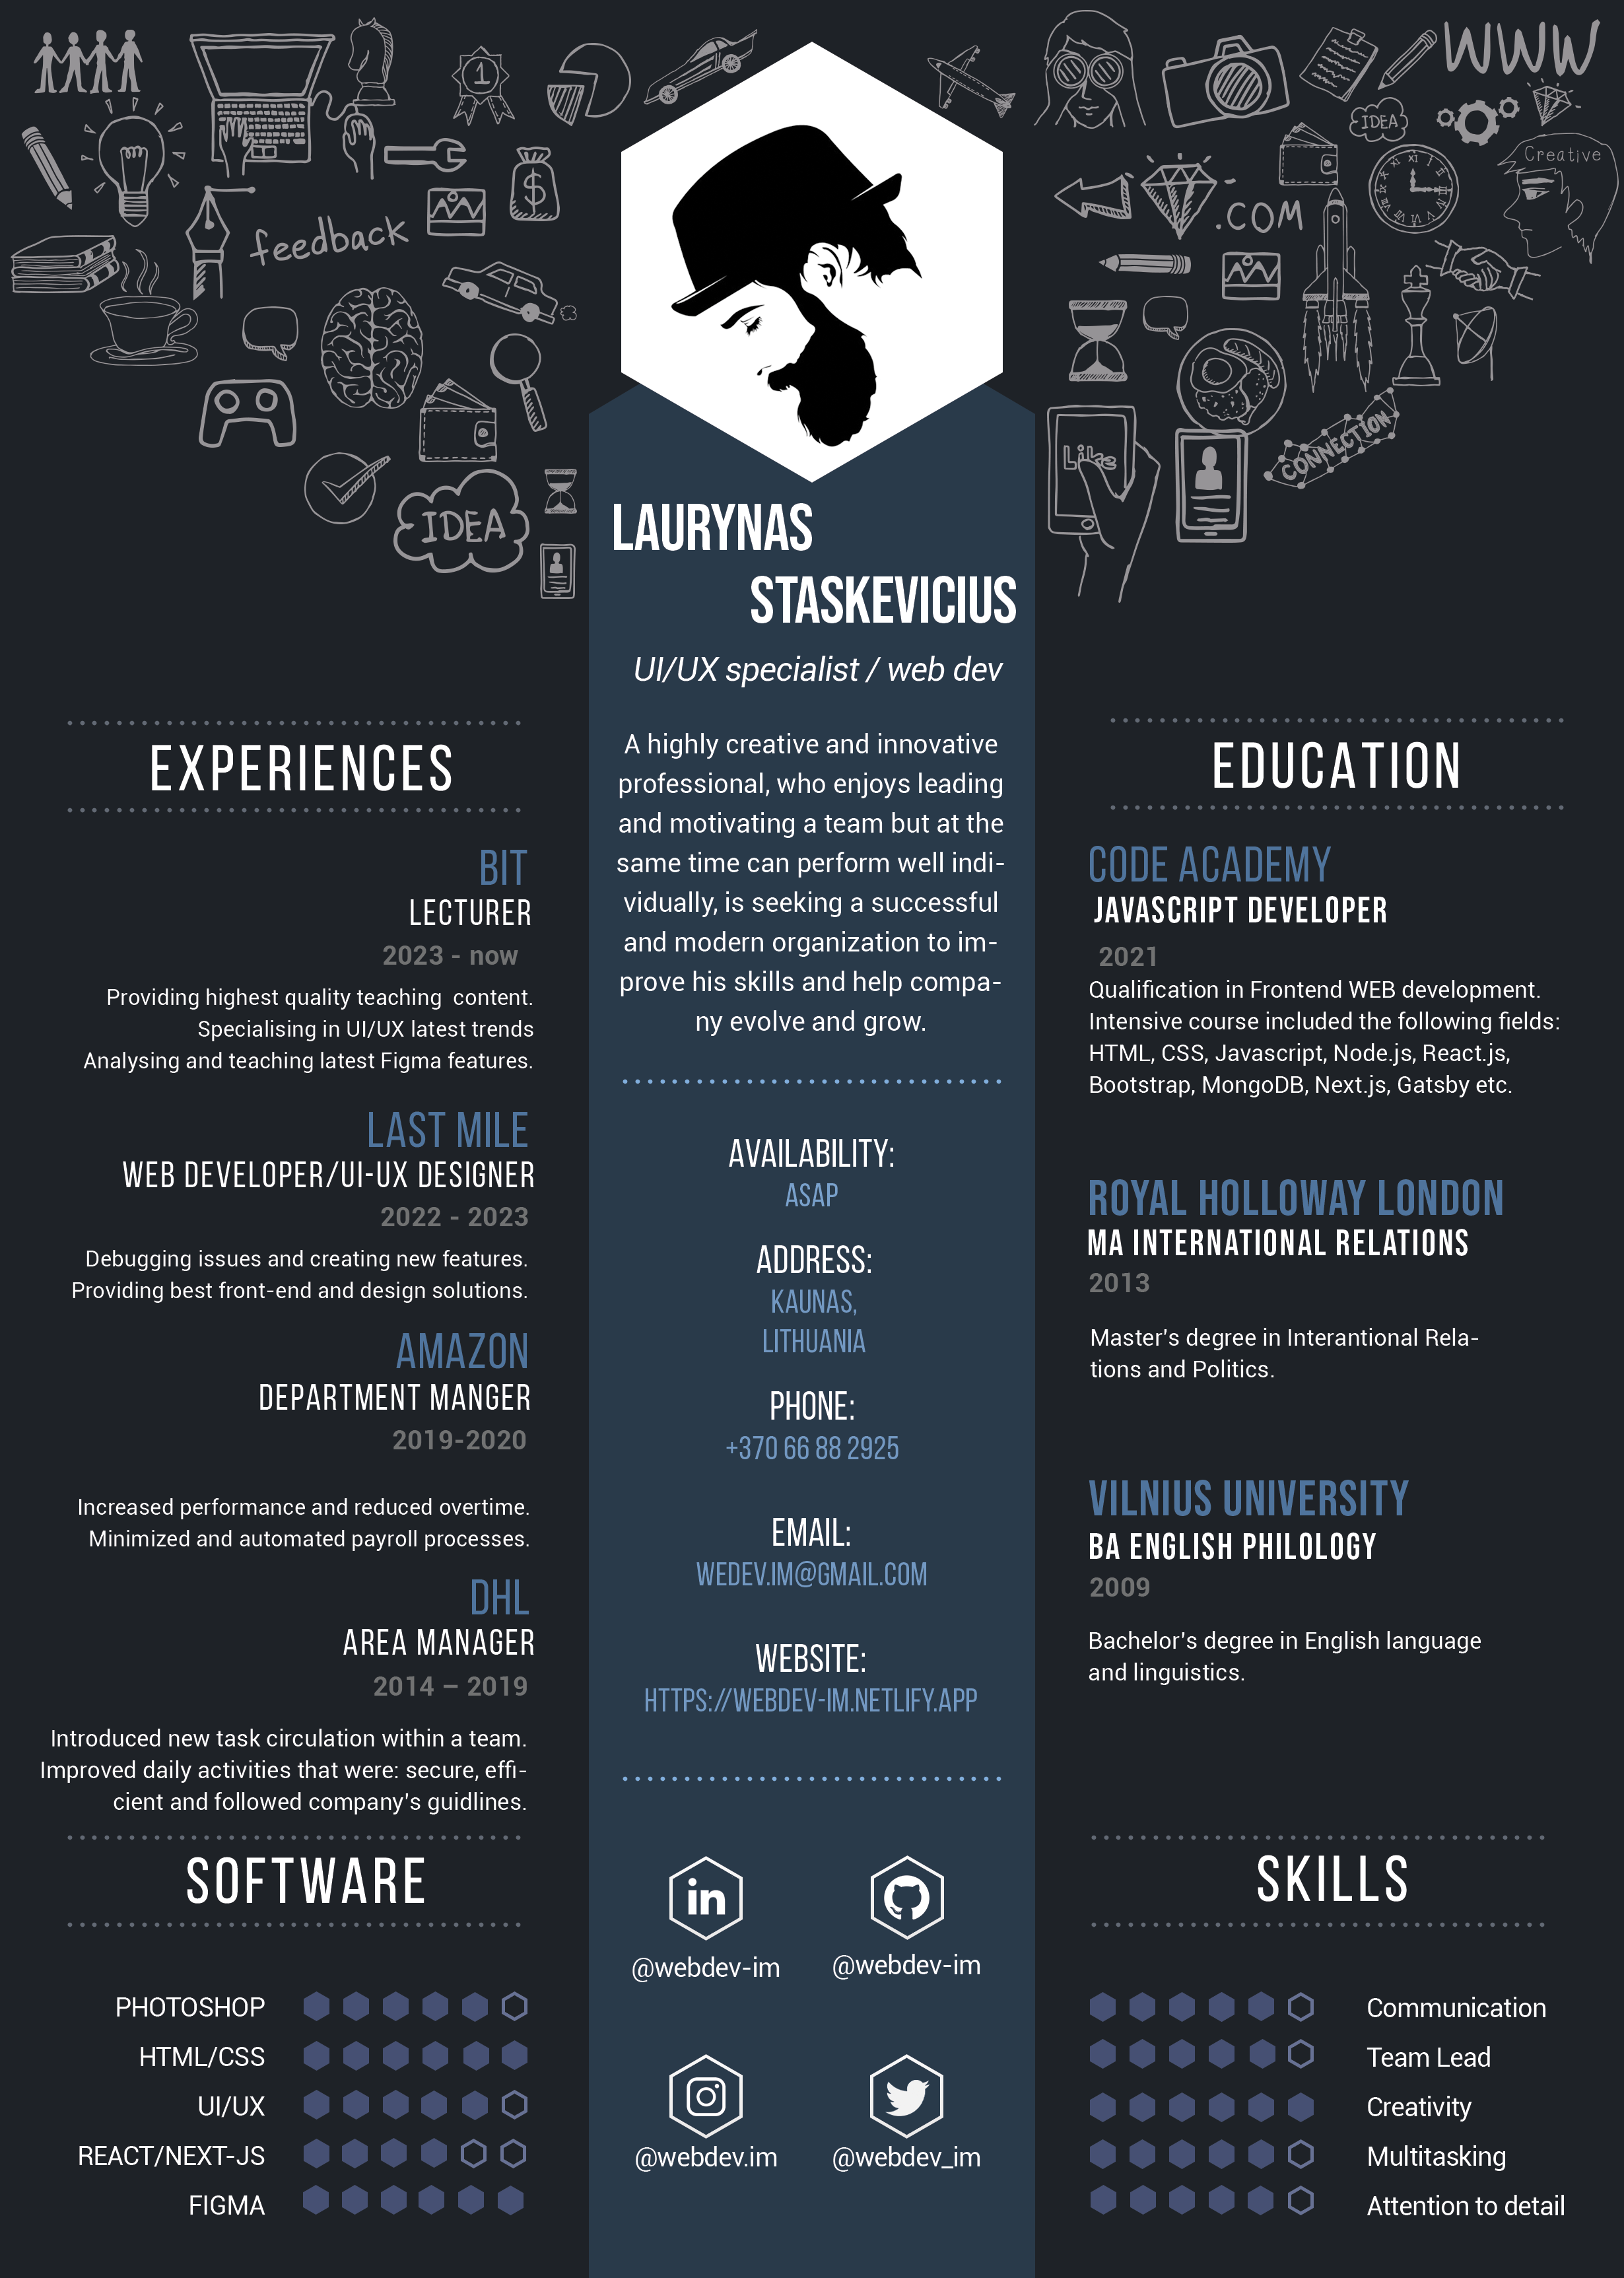 WWW
IDEA
Creative
feedback
.COM
Like
CONNECTION
IDEA
1
$
LAURYNAS
STASKEVICIUS
UI/UX specialist / web dev
A highly creative and innovative
professional, who enjoys leading
and motivating a team but at the
same time can perform well indi-
vidually, is seeking a successful
and modern organization to im-
prove his skills and help compa-
ny evolve and grow.
EXPERIENCES
BIT
LECTURER
2023 - now
Providing highest quality teaching  content.
Specialising in UI/UX latest trends
Analysing and teaching latest Figma features.
LAST MILE
WEB DEVELOPER/UI-UX DESIGNER
2022 - 2023
Debugging issues and creating new features.
Providing best front-end and design solutions.
AMAZON
DEPARTMENT MANGER
2019-2020
Increased performance and reduced overtime.
Minimized and automated payroll processes.
DHL
AREA MANAGER
2014 – 2019
Introduced new task circulation within a team.
Improved daily activities that were: secure, effi-
cient and followed company's guidlines.
SOFTWARE
PHOTOSHOP
HTML/CSS
UI/UX
REACT/NEXT-JS
FIGMA
AVAILABILITY:
ASAP
ADDRESS:
KAUNAS,
LITHUANIA
PHONE:
+370 66 88 2925
EMAIL:
WEDEV.IM@GMAIL.COM
WEBSITE:
HTTPS://WEBDEV-IM.NETLIFY.APP
in
@webdev-im
@webdev-im
@webdev.im
@webdev_im
EDUCATION
CODE ACADEMY
JAVASCRIPT DEVELOPER
2021
Qualification in Frontend WEB development.
Intensive course included the following fields:
HTML, CSS, Javascript, Node.js, React.js,
Bootstrap, MongoDB, Next.js, Gatsby etc.
ROYAL HOLLOWAY LONDON
MA INTERNATIONAL RELATIONS
2013
Master's degree in Interantional Rela-
tions and Politics.
VILNIUS UNIVERSITY
BA ENGLISH PHILOLOGY
2009
Bachelor's degree in English language
and linguistics.
SKILLS
Communication
Team Lead
Creativity
Multitasking
Attention to detail